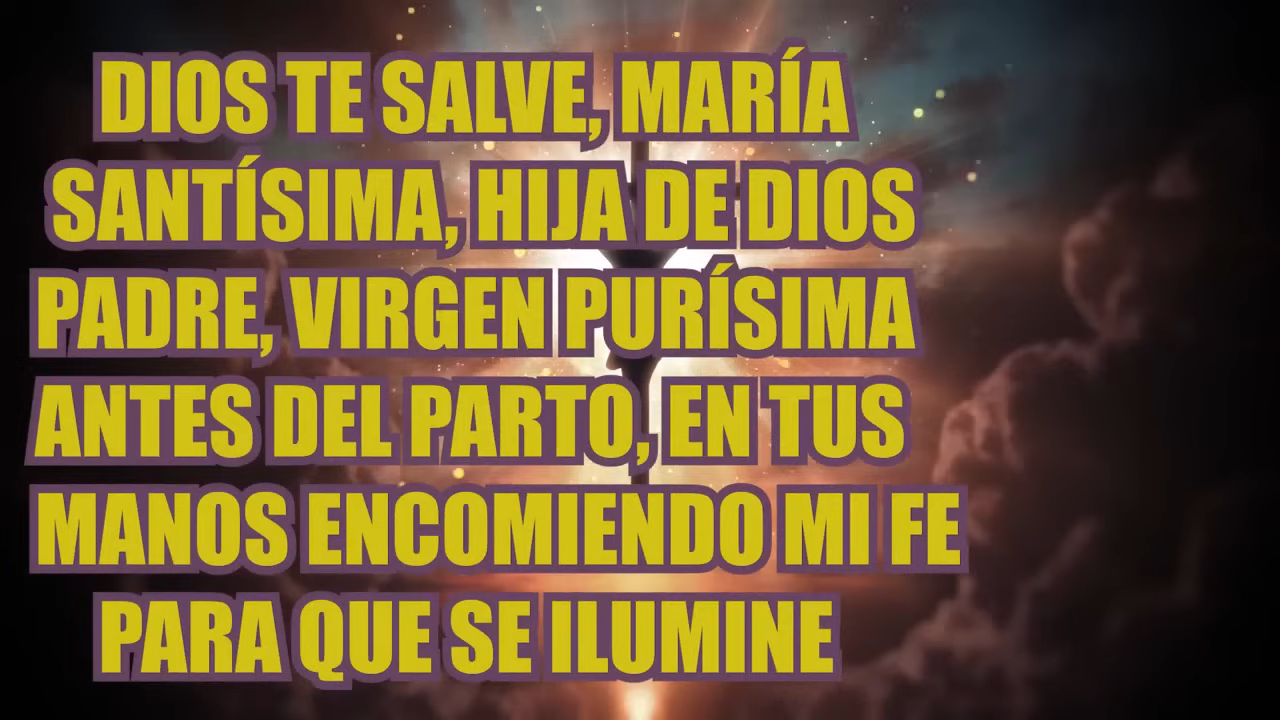 DIOS TE SALVE, MARÍA
SANTÍSIMA, HIJA DE DIOS
PADRE, VIRGEN PURÍSIMA
ANTES DEL PARTO, EN TUS
MANOS ENCOMIENDO MI FE
PARA QUE SE ILUMINE